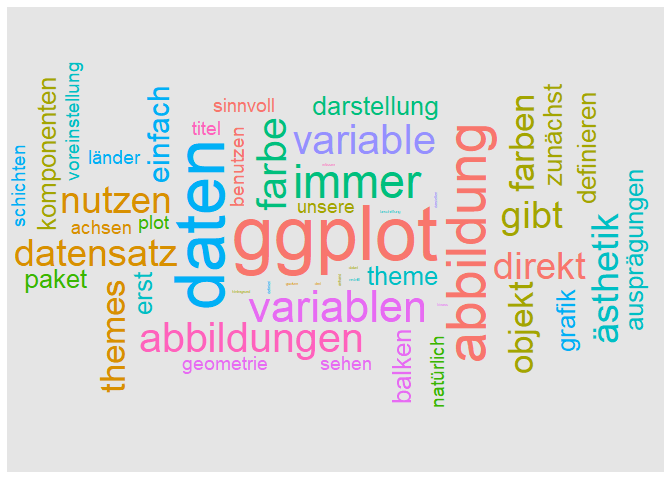 schichten
komponenten
voreinstellung
länder
einfach
titel
sinnvoll
benutzen
farbe
darstellung
variable
immer
unsere
nutzen
achsen
plot
datensatz
paket
daten
ggplot
abbildung
theme
variablen
themes
erst
abbildungen
geometrie
sehen
balken
natürlich
farben
zunächst
definieren
gibt
direkt
objekt
grafik
ästhetik
ausprägungen